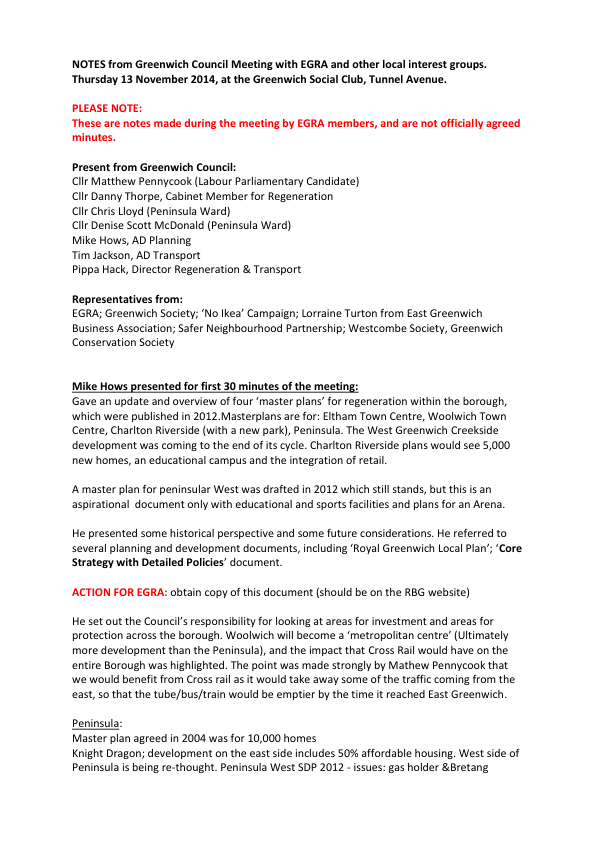 NOTES from Greenwich Council Meeting with EGRA and other local interest groups.
Thursday 13 November 2014, at the Greenwich Social Club, Tunnel Avenue.
PLEASE NOTE:
These are notes made during the meeting by EGRA members, and are not officially agreed
minutes.
Present from Greenwich Council:
Cllr Matthew Pennycook (Labour Parliamentary Candidate)
Cllr Danny Thorpe, Cabinet Member for Regeneration
Cllr Chris Lloyd (Peninsula Ward)
Cllr Denise Scott McDonald (Peninsula Ward)
Mike Hows, AD Planning
Tim Jackson, AD Transport
Pippa Hack, Director Regeneration & Transport
Representatives from:
EGRA; Greenwich Society; ‘No Ikea’ Campaign; Lorraine Turton from East Greenwich
Business Association; Safer Neighbourhood Partnership; Westcombe Society, Greenwich
Conservation Society
Mike Hows presented for first 30 minutes of the meeting:
Gave an update and overview of four ‘master plans’ for regeneration within the borough,
which were published in 2012.Masterplans are for: Eltham Town Centre, Woolwich Town
Centre, Charlton Riverside (with a new park), Peninsula. The West Greenwich Creekside
development was coming to the end of its cycle. Charlton Riverside plans would see 5,000
new homes, an educational campus and the integration of retail.
A master plan for peninsular West was drafted in 2012 which still stands, but this is an
aspirational  document only with educational and sports facilities and plans for an Arena.
He presented some historical perspective and some future considerations. He referred to
several planning and development documents, including ‘Royal Greenwich Local Plan’; ‘Core
Strategy with Detailed Policies’ document.
ACTION FOR EGRA: obtain copy of this document (should be on the RBG website)
He set out the Council’s responsibility for looking at areas for investment and areas for
protection across the borough. Woolwich will become a ‘metropolitan centre’ (Ultimately
more development than the Peninsula), and the impact that Cross Rail would have on the
entire Borough was highlighted. The point was made strongly by Mathew Pennycook that
we would benefit from Cross rail as it would take away some of the traffic coming from the
east, so that the tube/bus/train would be emptier by the time it reached East Greenwich.
Peninsula:
Master plan agreed in 2004 was for 10,000 homes
Knight Dragon; development on the east side includes 50% affordable housing. West side of
Peninsula is being re-thought. Peninsula West SDP 2012 - issues: gas holder &Bretang